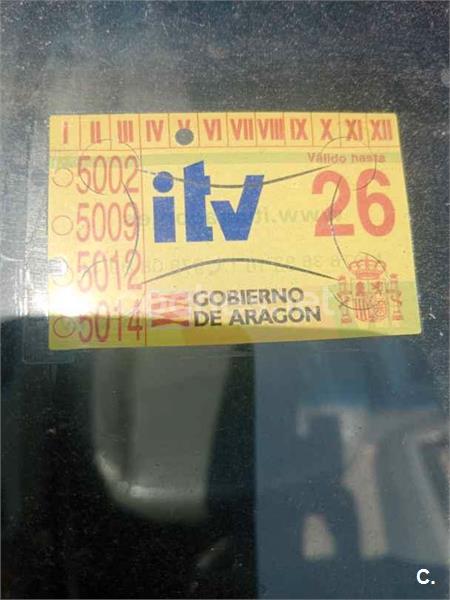 I II III IV V VI VII VIII IX X XI XII
Válido hasta
5002
itv
26
5009
5012
5014
GOBIERNO
DE ARAGON
C.